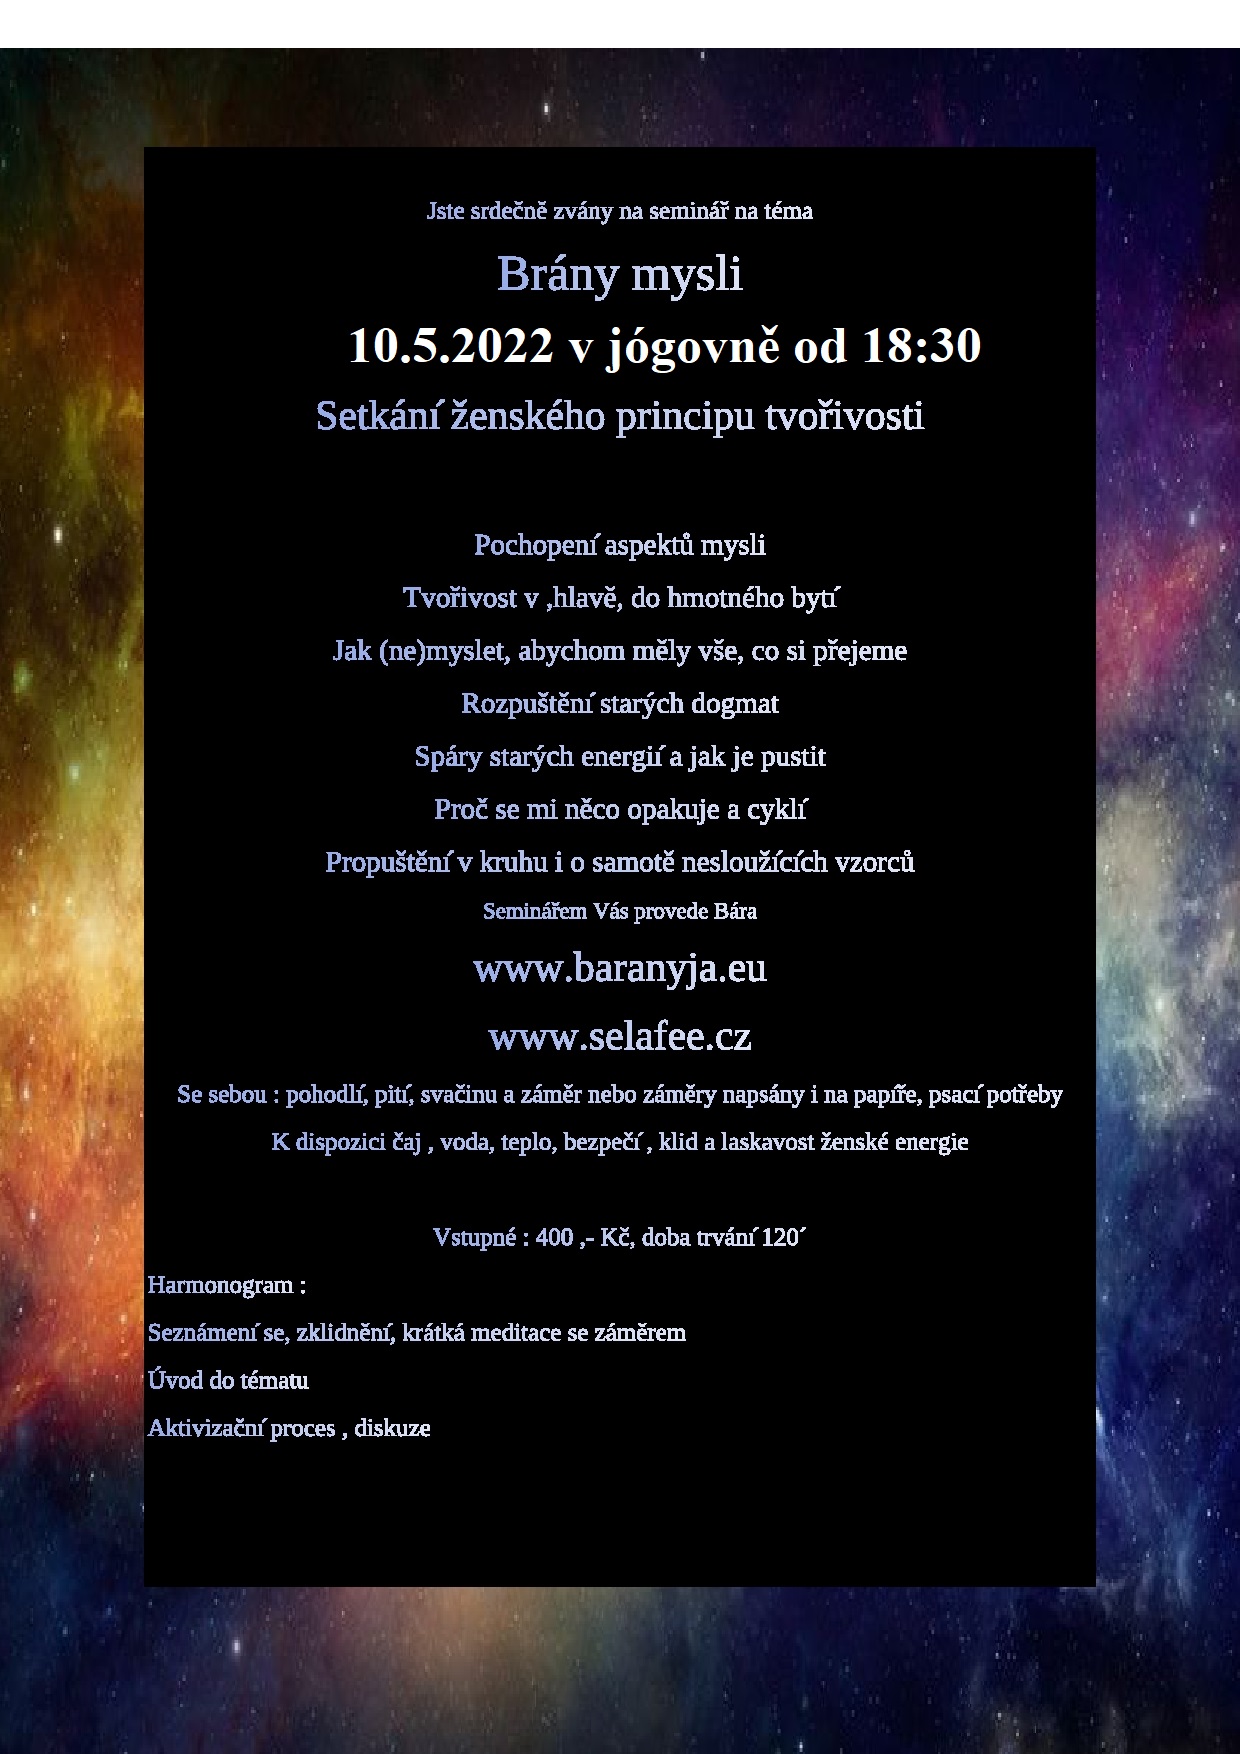 Jste srdečně zvány na seminář na téma
Brány mysli
10.5.2022 v jógovně od 18:30
Setkání ženského principu tvořivosti
Pochopení aspektů mysli
Tvořivost v ‚hlavě, do hmotného bytí
Jak (ne)myslet, abychom měly vše, co si přejeme
Rozpuštění starých dogmat
Spáry starých energií a jak je pustit
Proč se mi něco opakuje a cyklí
Propuštění v kruhu i o samotě nesloužících vzorců
Seminářem Vás provede Bára
www.baranyja.eu
www.selafee.cz
Se sebou : pohodlí, pití, svačinu a záměr nebo záměry napsány i na papíře, psací potřeby
K dispozici čaj , voda, teplo, bezpečí , klid a laskavost ženské energie
Vstupné : 400 ,- Kč, doba trvání 120´
Harmonogram :
Seznámení se, zklidnění, krátká meditace se záměrem
Úvod do tématu
Aktivizační proces , diskuze